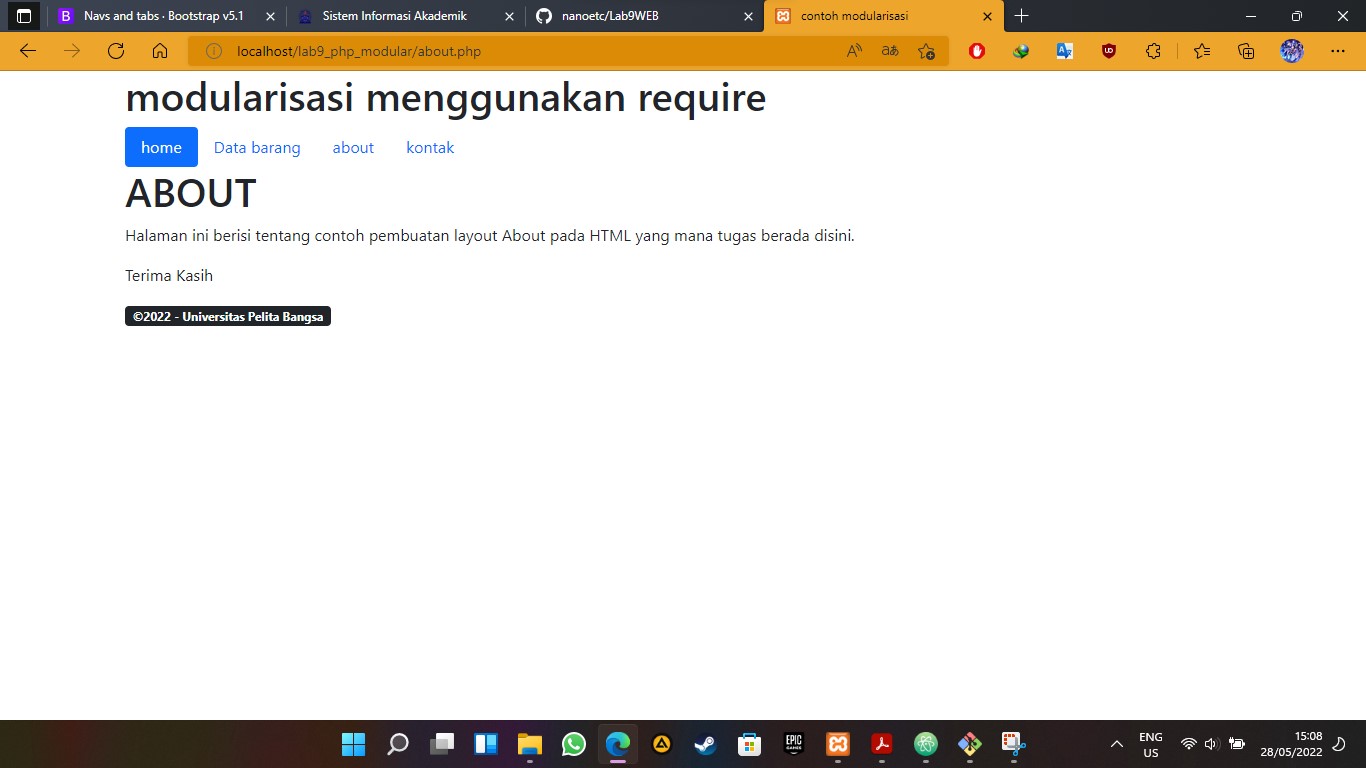 Navs and tabs · Bootstrap v5.1
Sistem Informasi Akademik
nanoetc/Lab9WEB
contoh modularisasi
localhost/lab9_php_modular/about.php
modularisasi menggunakan require
home
Data barang
about
kontak
ABOUT
Halaman ini berisi tentang contoh pembuatan layout About pada HTML yang mana tugas berada disini.
Terima Kasih
©2022 - Universitas Pelita Bangsa
EPIC
GAMES
ENG
US
15:08
28/05/2022